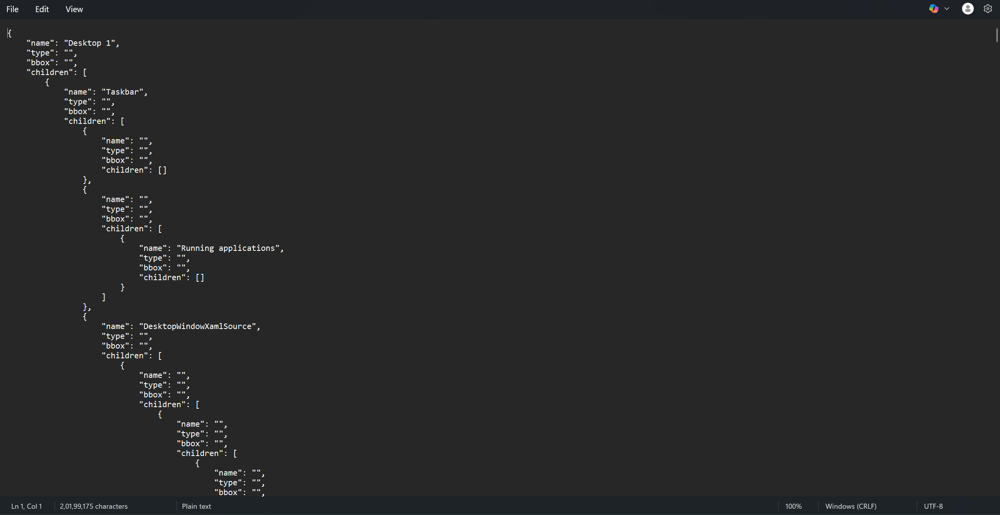 File Edit View
{
    "name": "Desktop 1",
    "type": "",
    "bbox": "",
    "children": [
        {
            "name": "Taskbar",
            "type": "",
            "bbox": "",
            "children": [
                {
                    "name": "",
                    "type": "",
                    "bbox": "",
                    "children": []
                },
                {
                    "name": "",
                    "type": "",
                    "bbox": "",
                    "children": [
                        {
                            "name": "Running applications",
                            "type": "",
                            "bbox": "",
                            "children": []
                        }
                    ]
                },
                {
                    "name": "DesktopWindowXamlSource",
                    "type": "",
                    "bbox": "",
                    "children": [
                        {
                            "name": "",
                            "type": "",
                            "bbox": "",
                            "children": [
                                {
                                    "name": "",
                                    "type": "",
                                    "bbox": "",
                                    "children": [
                                        {
                                            "name": "",
                                            "type": "",
                                            "bbox": "",
Ln 1, Col 1 2,01,99,175 characters Plain text 100% Windows (CRLF) UTF-8